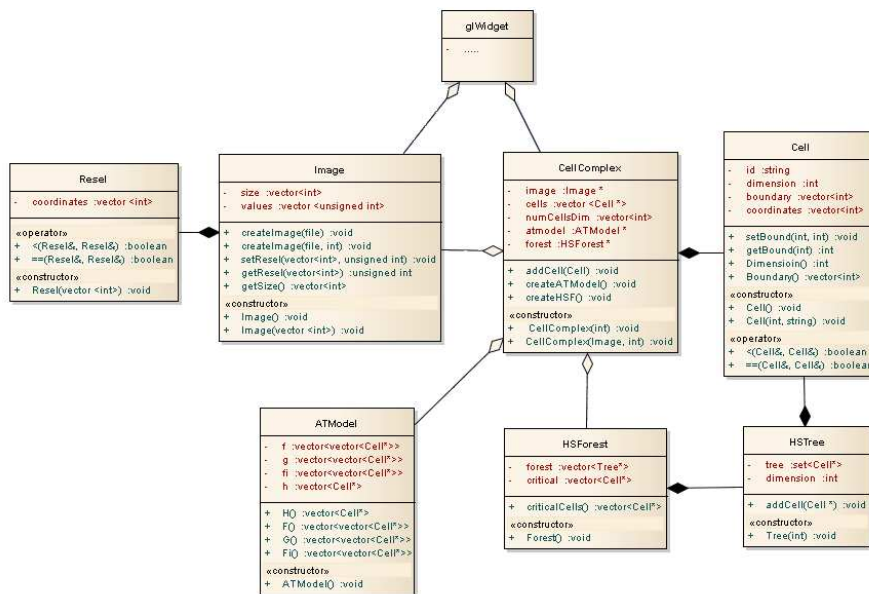 glWidget
- .....
Resel
- coordinates :vector <int>
«operator»
+ <(Resel&, Resel&) :boolean
+ ==(Resel&, Resel&) :boolean
«constructor»
+ Resel(vector <int>) :void
Image
- size :vector<int>
- values :vector <unsigned int>
+ createImage(file) :void
+ createImage(file, int) :void
+ setResel(vector<int>, unsigned int) :void
+ getResel(vector<int>) :unsigned int
+ getSize() :vector<int>
«constructor»
+ Image() :void
+ Image(vector <int>) :void
CellComplex
- image :Image *
- cells :vector <Cell *>
- numCellsDim :vector<int>
- atmodel :ATModel *
- forest :HSForest*
+ addCell(Cell) :void
+ createATModel() :void
+ createHSF() :void
«constructor»
+ CellComplex(int) :void
+ CellComplex(Image, int) :void
Cell
- id :string
- dimension :int
- boundary :vector<int>
- coordinates :vector<int>
+ setBound(int, int) :void
+ getBound(int) :int
+ Dimensioin() :int
+ Boundary() :vector<int>
«constructor»
+ Cell() :void
+ Cell(int, string) :void
«operator»
+ <(Cell&, Cell&) :boolean
+ ==(Cell&, Cell&) :boolean
ATModel
- f :vector<vector<Cell*>>
- g :vector<vector<Cell*>>
- fi :vector<vector<Cell*>>
- h :vector<Cell*>
+ H() :vector<Cell*>
+ F() :vector<vector<Cell*>>
+ G() :vector<vector<Cell*>>
+ Fi() :vector<vector<Cell*>>
«constructor»
+ ATModel() :void
HSForest
- forest :vector<Tree*>
- critical :vector<Cell*>
+ criticalCells() :vector<Cell*>
«constructor»
+ Forest() :void
HSTree
- tree :set<Cell*>
- dimension :int
+ addCell(Cell *) :void
«constructor»
+ Tree(int) :void